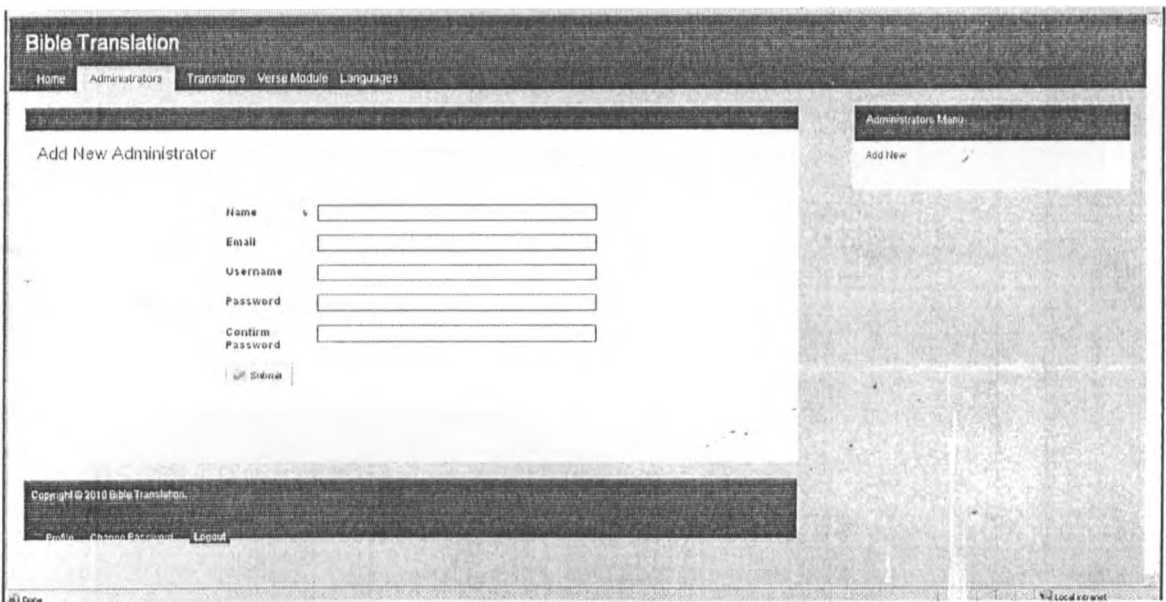 Bible Translation
Home Administrators Translators Verse Module Languages
Administrators Menu
Add New Administrator
Add New
Name
Email
Username
Password
Confirm
Password
Submit
Copyright © 2010 Bible Translation.
Profile Change Password Logout
Done Local intranet